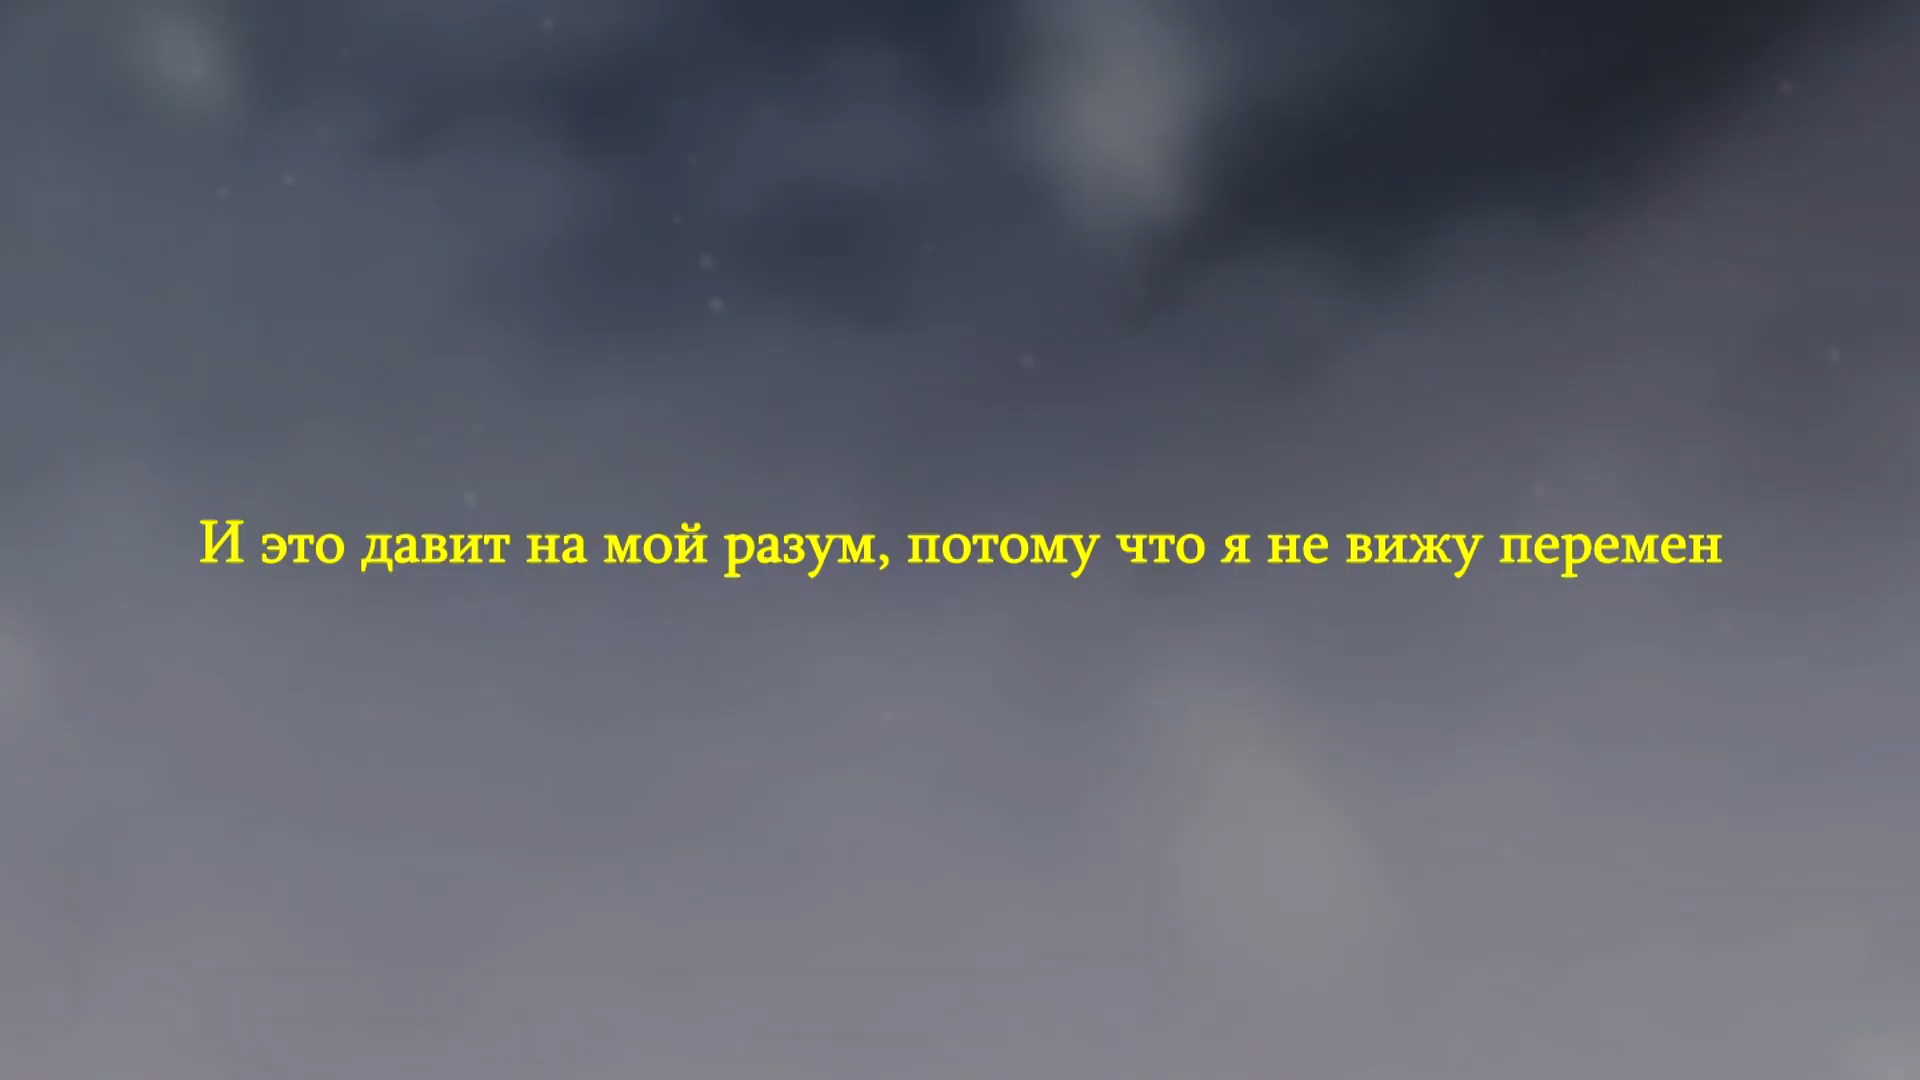 И это давит на мой разум, потому что я не вижу перемен